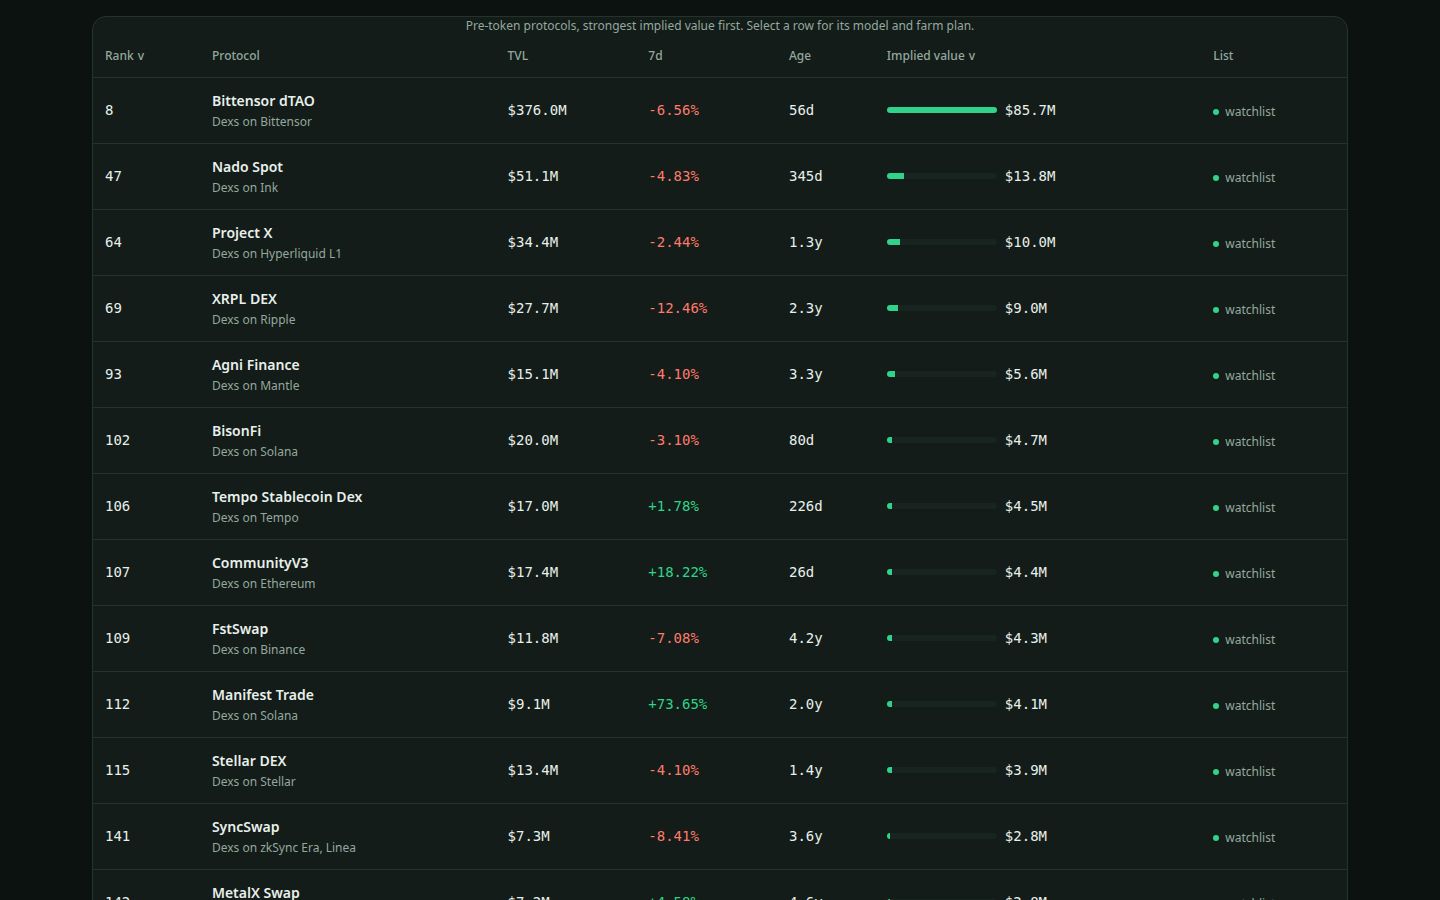 Pre-token protocols, strongest implied value first. Select a row for its model and farm plan.
Rank v Protocol TVL 7d Age Implied value v List
8 Bittensor dTAO $376.0M -6.56% 56d $85.7M watchlist
Dexs on Bittensor
47 Nado Spot $51.1M -4.83% 345d $13.8M watchlist
Dexs on Ink
64 Project X $34.4M -2.44% 1.3y $10.0M watchlist
Dexs on Hyperliquid L1
69 XRPL DEX $27.7M -12.46% 2.3y $9.0M watchlist
Dexs on Ripple
93 Agni Finance $15.1M -4.10% 3.3y $5.6M watchlist
Dexs on Mantle
102 BisonFi $20.0M -3.10% 80d $4.7M watchlist
Dexs on Solana
106 Tempo Stablecoin Dex $17.0M +1.78% 226d $4.5M watchlist
Dexs on Tempo
107 CommunityV3 $17.4M +18.22% 26d $4.4M watchlist
Dexs on Ethereum
109 FstSwap $11.8M -7.08% 4.2y $4.3M watchlist
Dexs on Binance
112 Manifest Trade $9.1M +73.65% 2.0y $4.1M watchlist
Dexs on Solana
115 Stellar DEX $13.4M -4.10% 1.4y $3.9M watchlist
Dexs on Stellar
141 SyncSwap $7.3M -8.41% 3.6y $2.8M watchlist
Dexs on zkSync Era, Linea
MetalX Swap